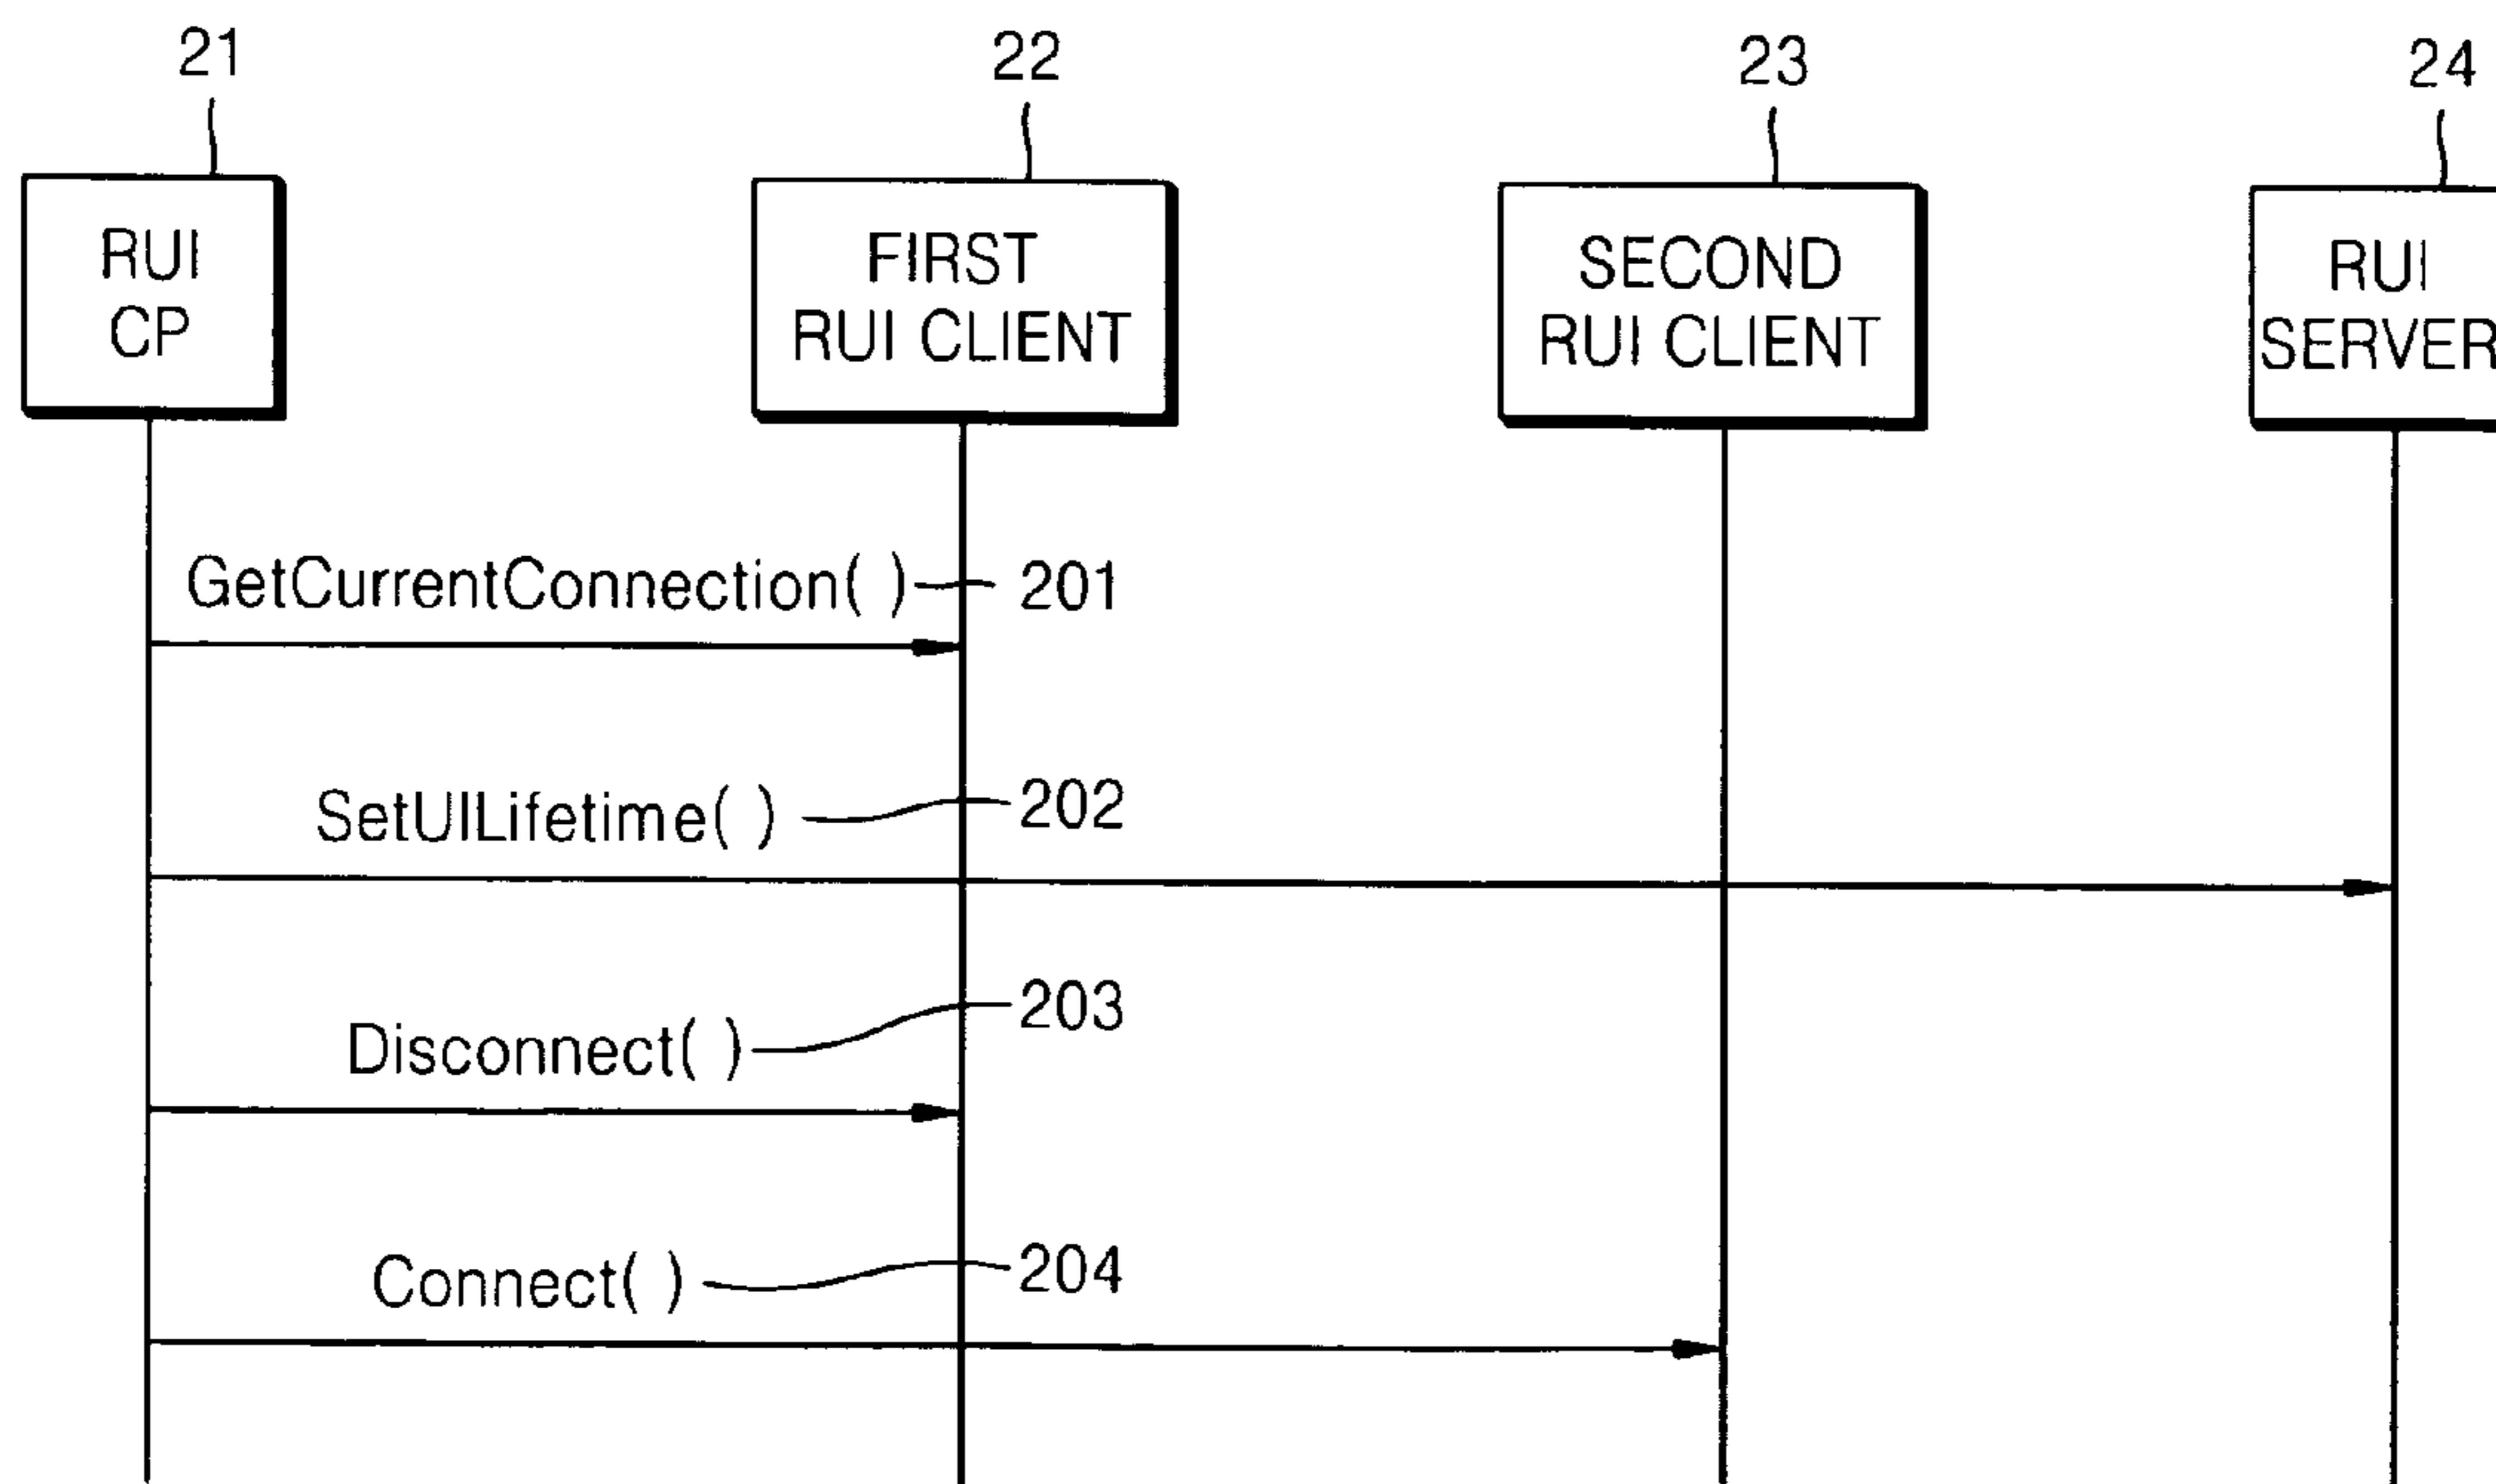 21
22
23
24
RUI
CP
FIRST
RUI CLIENT
SECOND
RUI CLIENT
RUI
SERVER
GetCurrentConnection( )
201
SetUILifetime( )
202
Disconnect( )
203
Connect( )
204